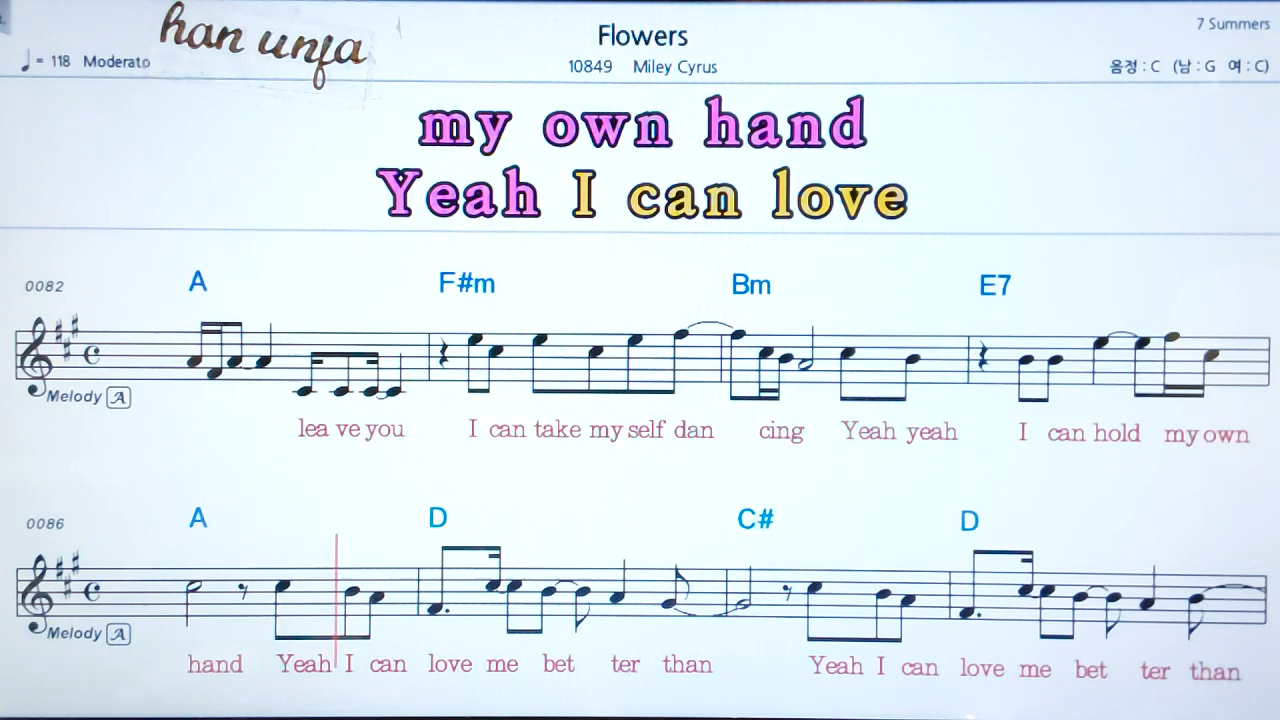 han unfa
Flowers
7 Summers
♩ = 118 Moderato
10849 Miley Cyrus
음정 : C (남 : G 여 : C)
my own hand
Yeah I can love
0082 A F#m Bm E7
Melody A
lea ve you I can take my self dan cing Yeah yeah I can hold my own
0086 A D C# D
Melody A
hand Yeah I can love me bet ter than Yeah I can love me bet ter than